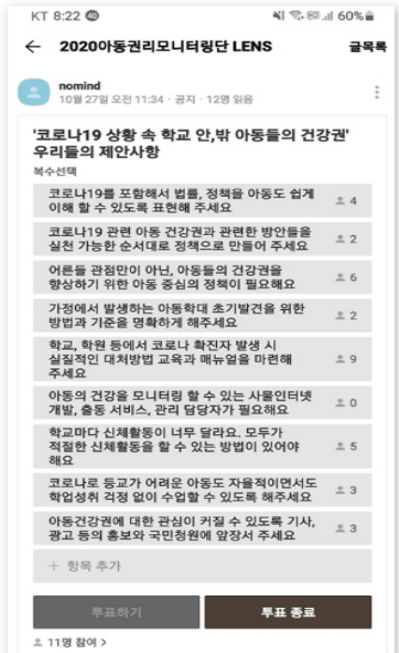 KT 8:22 40 60%
← 2020아동권리모니터링단 LENS 글목록
nomind
10월 27일 오전 11:34 · 공지 · 12명 읽음
'코로나19 상황 속 학교 안,밖 아동들의 건강권'
우리들의 제안사항
복수선택
코로나19를 포함해서 법률, 정책을 아동도 쉽게
이해 할 수 있도록 표현해 주세요 4
코로나19 관련 아동 건강권과 관련한 방안들을
실천 가능한 순서대로 정책으로 만들어 주세요 2
어른들 관점만이 아닌, 아동들의 건강권을
향상하기 위한 아동 중심의 정책이 필요해요 6
가정에서 발생하는 아동학대 초기발견을 위한
방법과 기준을 명확하게 해주세요 2
학교, 학원 등에서 코로나 확진자 발생 시
실질적인 대처방법 교육과 매뉴얼을 마련해
주세요 9
아동의 건강을 모니터링 할 수 있는 사물인터넷
개발, 출동 서비스, 관리 담당자가 필요해요 0
학교마다 신체활동이 너무 달라요. 모두가
적절한 신체활동을 할 수 있는 방법이 있어야
해요 5
코로나로 등교가 어려운 아동도 자율적이면서도
학업성취 걱정 없이 수업할 수 있도록 해주세요 3
아동건강권에 대한 관심이 커질 수 있도록 기사,
광고 등의 홍보와 국민청원에 앞장서 주세요 3
+ 항목 추가
투표하기 투표 종료
11명 참여 >